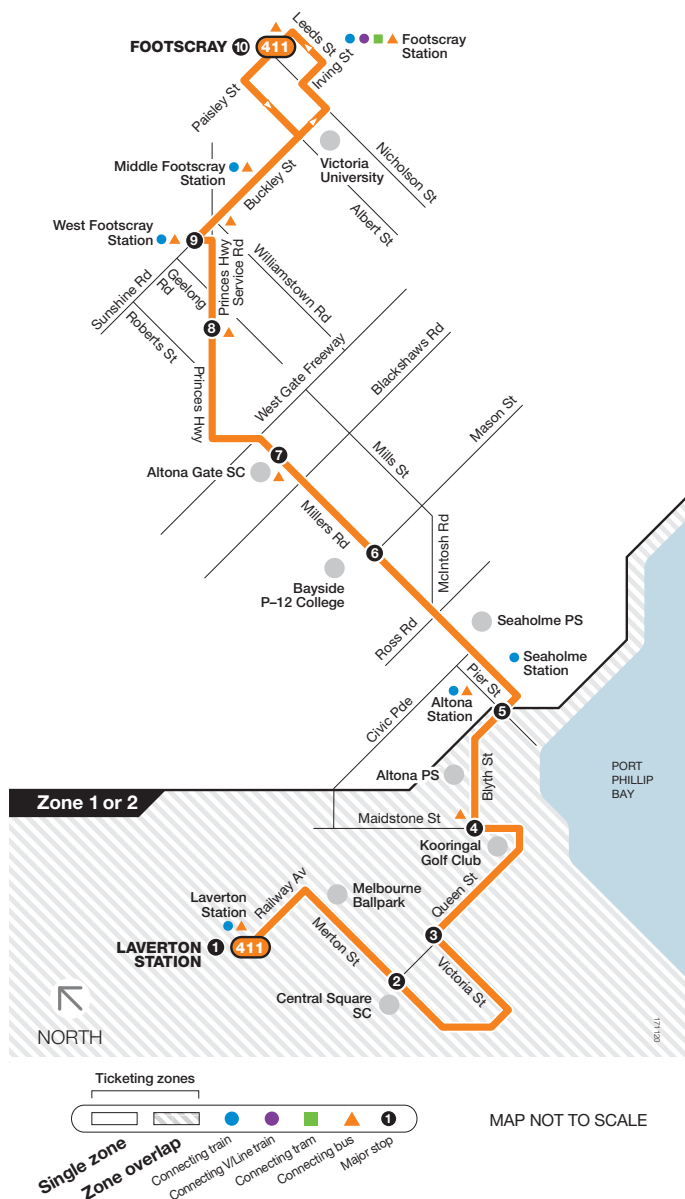 FOOTSCRAY 10 411
Leeds St
Irving St
Footscray
Station
Paisley St
Nicholson St
Victoria
University
Middle Footscray
Station
Buckley St
Albert St
West Footscray
Station
9
Sunshine Rd
Geelong
Rd
Princes Hwy
Service Rd
Williamstown Rd
Roberts St
8
Princes Hwy
West Gate Freeway
Blackshaws Rd
Mason St
7
Altona Gate SC
Mills St
Millers Rd
McIntosh Rd
6
Bayside
P–12 College
Ross Rd
Seaholme PS
Seaholme
Station
Pier St
Altona
Station
5
Civic Pde
Altona PS
Blyth St
PORT
PHILLIP
BAY
Zone 1 or 2
Maidstone St
4
Kooringal
Golf Club
Laverton
Station
Railway Av
Melbourne
Ballpark
Queen St
LAVERTON
STATION
1 411
Merton St
3
2
Victoria St
Central Square
SC
NORTH
171120
Ticketing zones
1
Single zone
Zone overlap
Connecting train
Connecting V/Line train
Connecting tram
Connecting bus
Major stop
MAP NOT TO SCALE